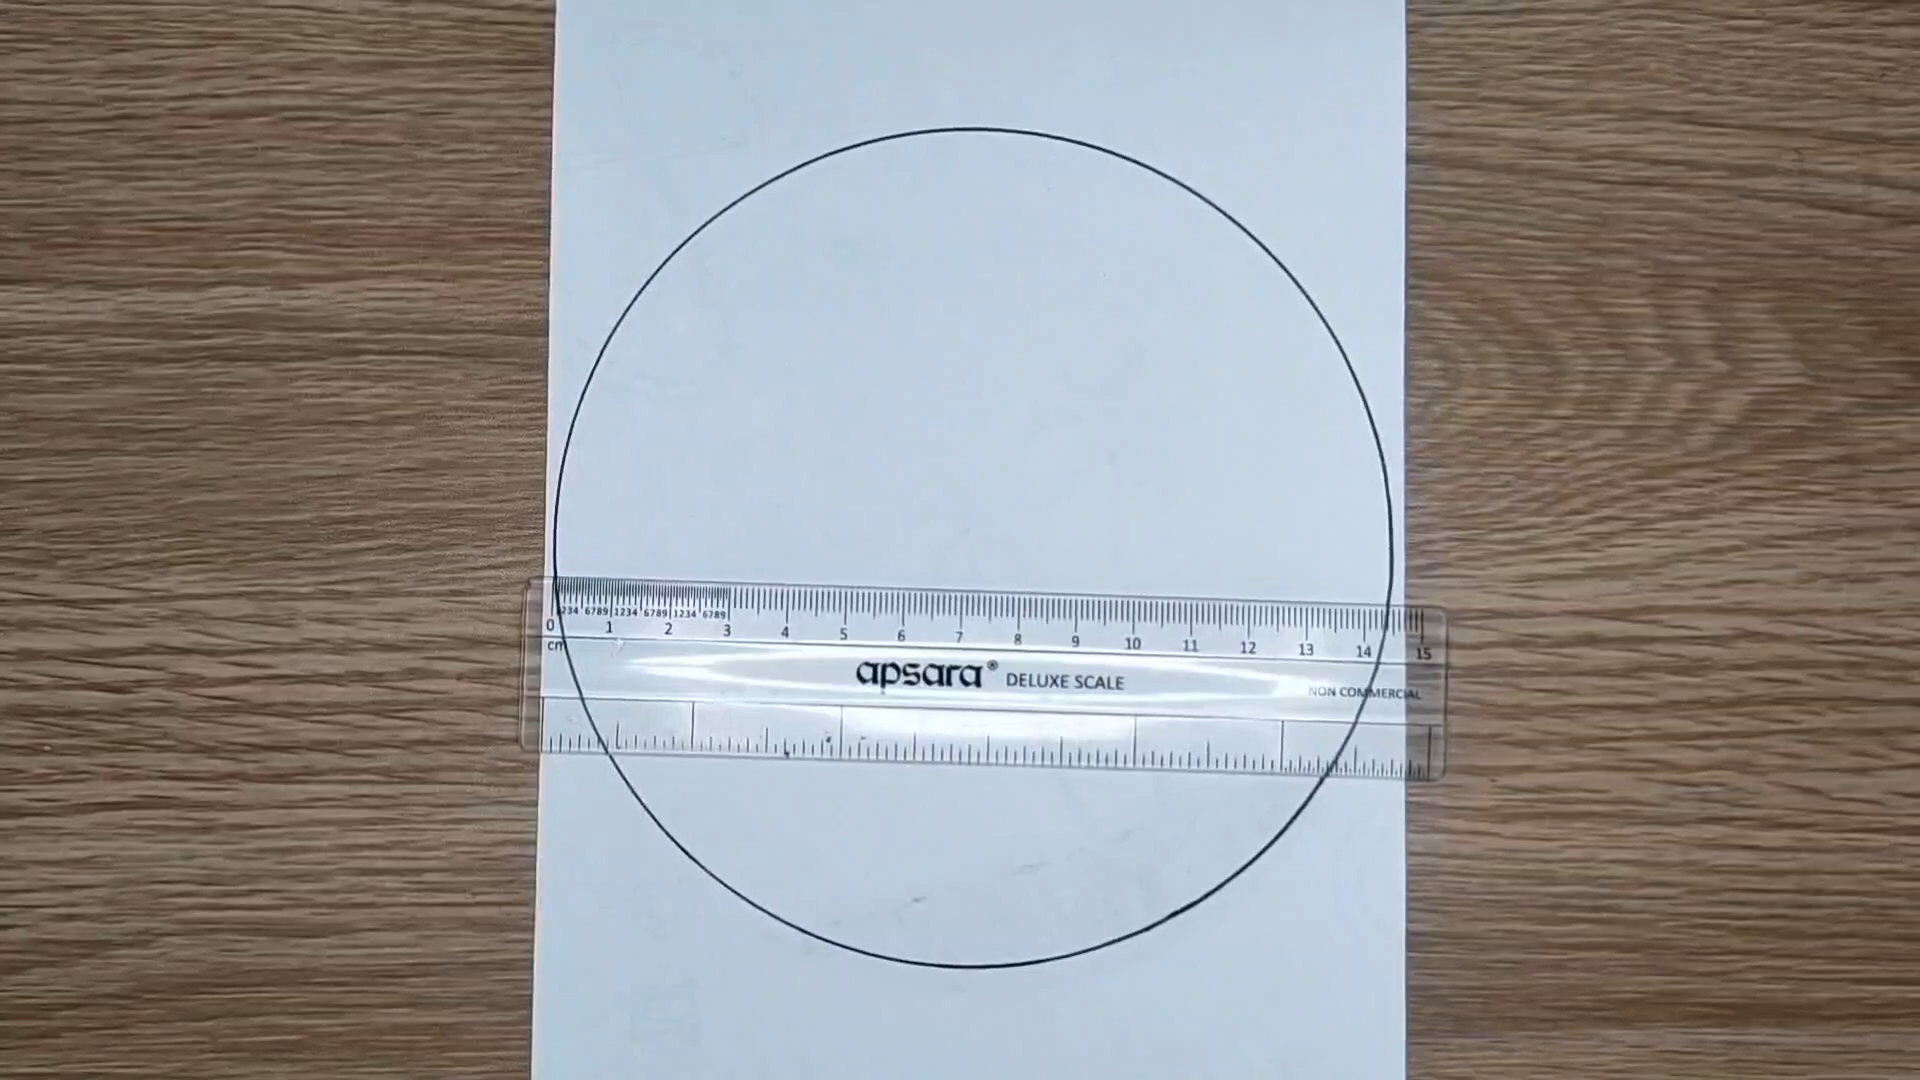 1234 6789 1234 6789 1234 6789
0 1 2 3 4 5 6 7 8 9 10 11 12 13 14 15
cm
apsara® DELUXE SCALE
NON COMMERCIAL